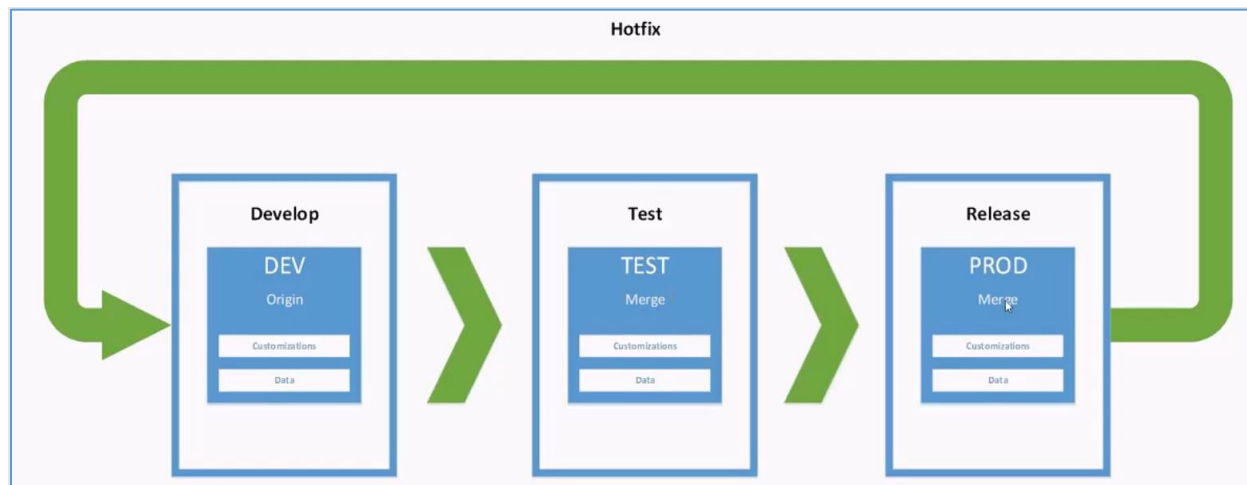 Hotfix
Develop
DEV
Origin
Customizations
Data
Test
TEST
Merge
Customizations
Data
Release
PROD
Merge
Customizations
Data